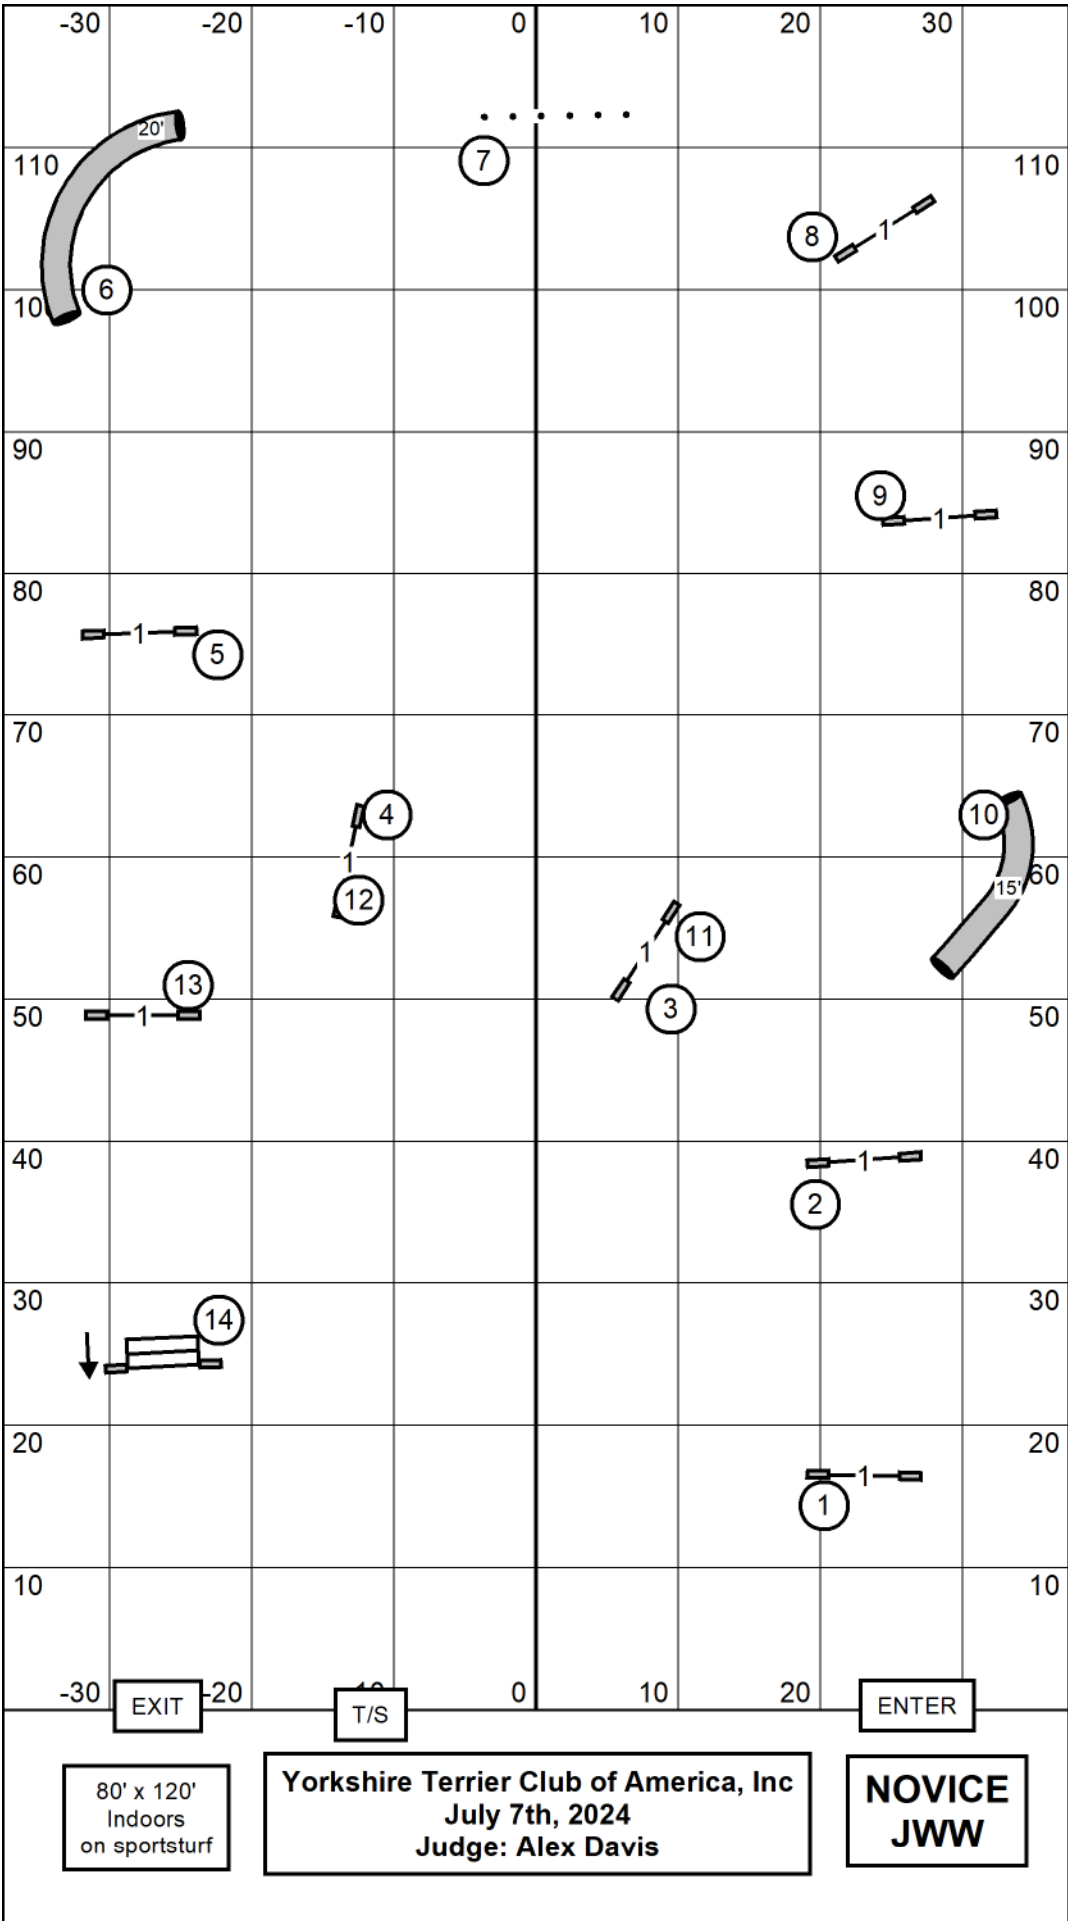 -30 -20 -10 0 10 20 30
20'
7
110 110
8 1
6
10 100
90 90
9
1
80 80
1 5
70 70
4 10
1 60 60
15'
12
11
1
13
50 1 3 50
40 1 40
2
30 30
14
20 20
1
1
10 10
-30 EXIT -20 T/S 0 10 20 ENTER
80' x 120'
Indoors
on sportsturf
Yorkshire Terrier Club of America, Inc
July 7th, 2024
Judge: Alex Davis
NOVICE
JWW